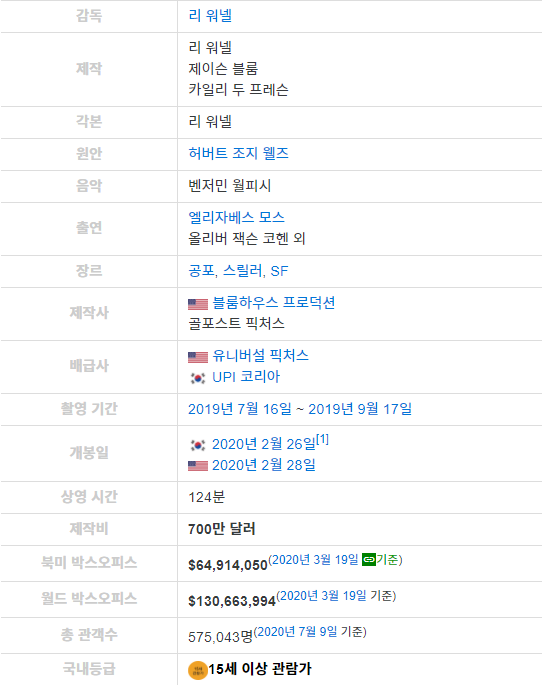 감독 리 워넬
제작 리 워넬
제이슨 블룸
카일리 두 프레슨
각본 리 워넬
원안 허버트 조지 웰즈
음악 벤저민 월피시
출연 엘리자베스 모스
올리버 잭슨 코헨 외
장르 공포, 스릴러, SF
제작사 블룸하우스 프로덕션
골포스트 픽처스
배급사 유니버설 픽처스
UPI 코리아
촬영 기간 2019년 7월 16일 ~ 2019년 9월 17일
개봉일 2020년 2월 26일[1]
2020년 2월 28일
상영 시간 124분
제작비 700만 달러
북미 박스오피스 $64,914,050(2020년 3월 19일 기준)
월드 박스오피스 $130,663,994(2020년 3월 19일 기준)
총 관객수 575,043명(2020년 7월 9일 기준)
국내등급 15세 이상 관람가